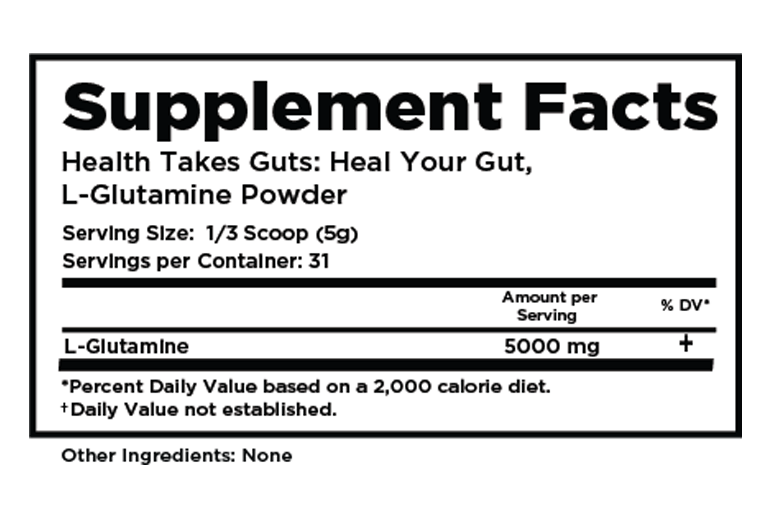 Supplement Facts
Health Takes Guts: Heal Your Gut,
L-Glutamine Powder
Serving Size: 1/3 Scoop (5g)
Servings per Container: 31
Amount per
Serving
% DV*
L-Glutamine 5000 mg †
*Percent Daily Value based on a 2,000 calorie diet.
†Daily Value not established.
Other Ingredients: None